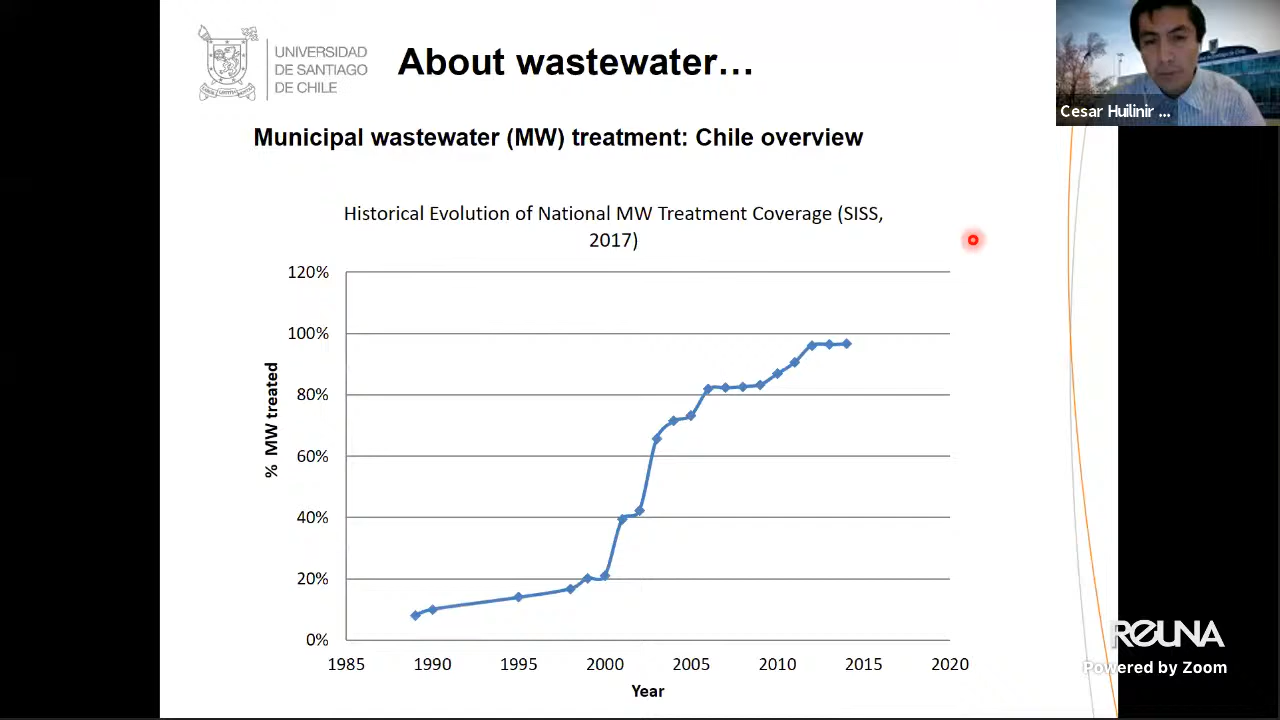 UNIVERSIDAD
DE SANTIAGO
DE CHILE
About wastewater...
Cesar Huilinir ...
Municipal wastewater (MW) treatment: Chile overview
Historical Evolution of National MW Treatment Coverage (SISS,
2017)
120%
100%
80%
60%
40%
20%
0%
% MW treated
1985 1990 1995 2000 2005 2010 2015 2020
Year
REUNA
Powered by Zoom